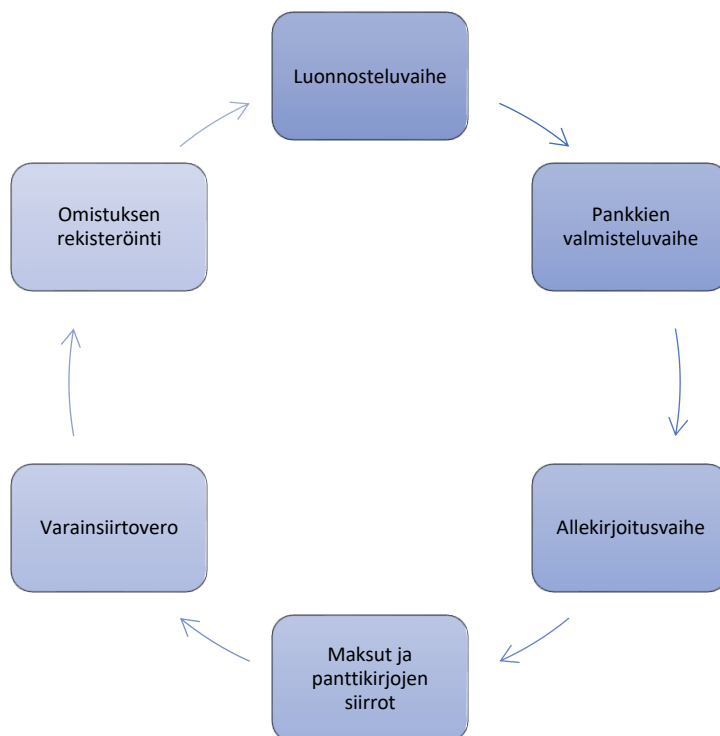 Luonnosteluvaihe
Pankkien
valmisteluvaihe
Allekirjoitusvaihe
Maksut ja
panttikirjojen
siirrot
Varainsiirtovero
Omistuksen
rekisteröinti